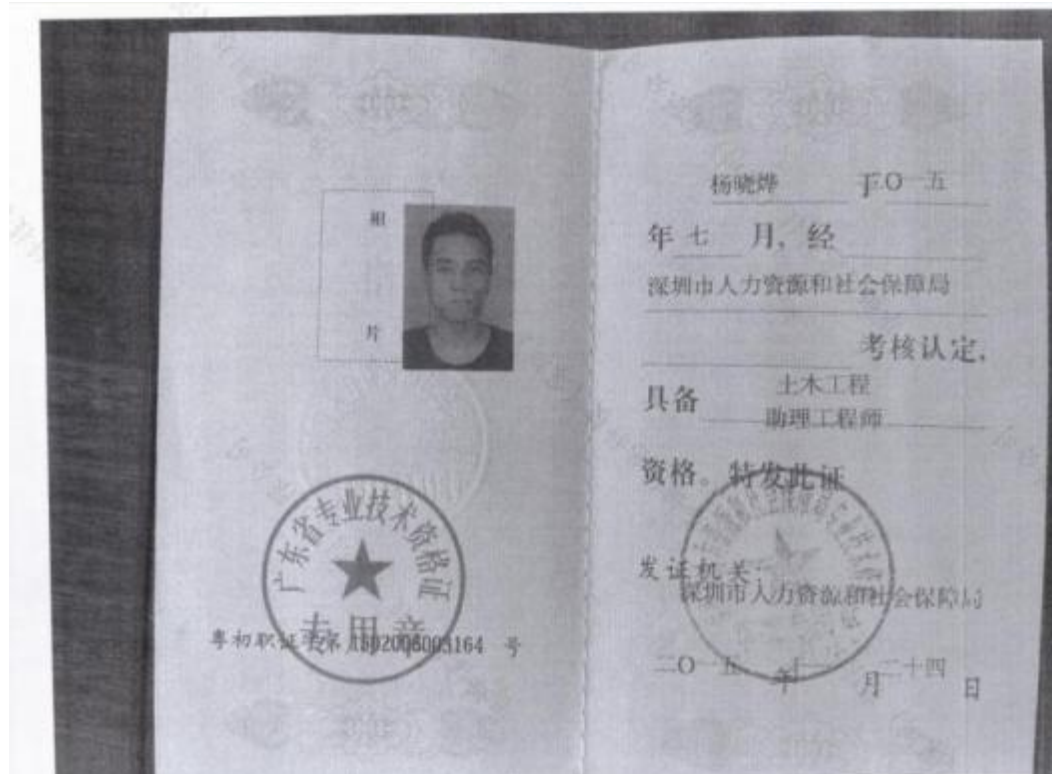 相
片
广东省专业技术资格证
专用章
粤初职证字第 1502006003164 号
杨晓烨 于 二〇一五
年 七 月，经
深圳市人力资源和社会保障局
考核认定，
具备 土木工程
助理工程师
资格。特发此证
发证机关：
深圳市人力资源和社会保障局
二〇一五 年 月 二十四 日